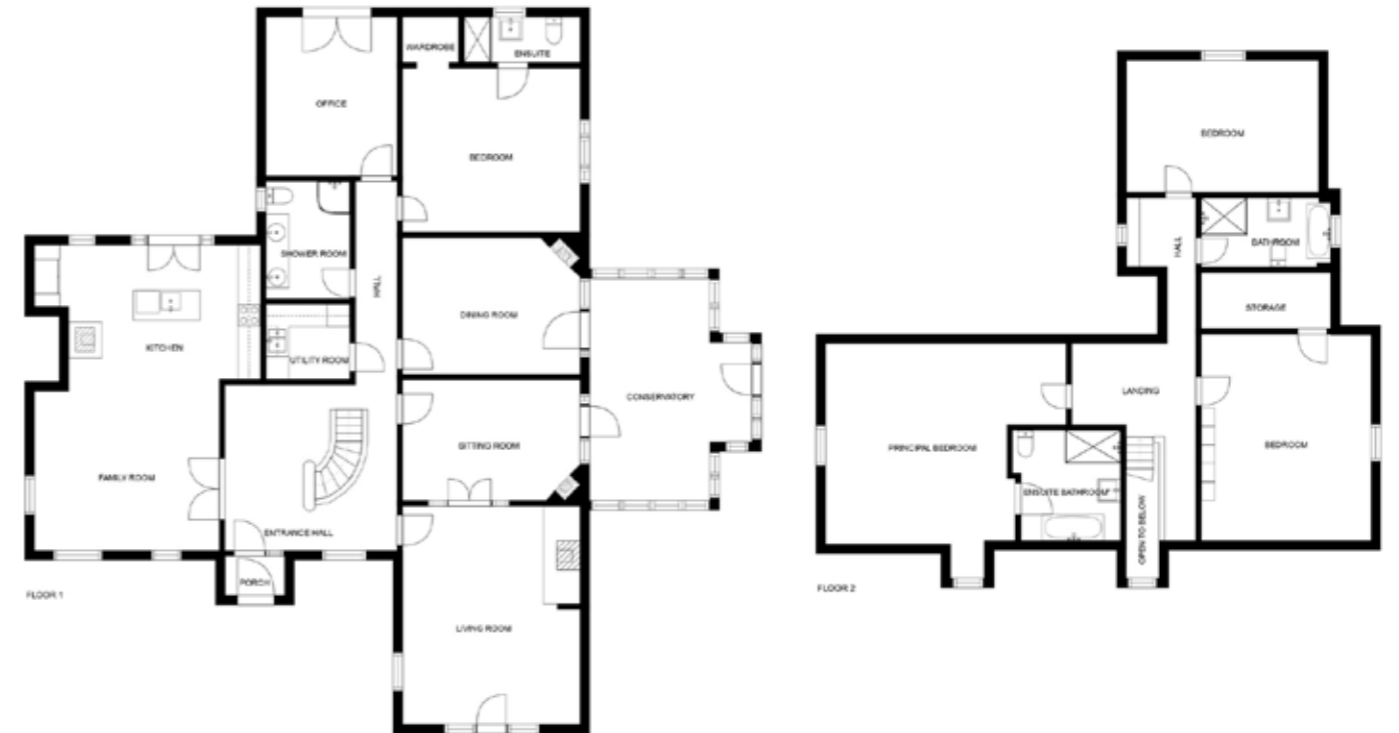 WARDROBE
ENSUITE
OFFICE
BEDROOM
SHOWER ROOM
HALL
DINING ROOM
UTILITY ROOM
KITCHEN
CONSERVATORY
SITTING ROOM
FAMILY ROOM
ENTRANCE HALL
PORCH
LIVING ROOM
FLOOR 1
BEDROOM
HALL
BATHROOM
STORAGE
LANDING
PRINCIPAL BEDROOM
BEDROOM
ENSUITE BATHROOM
OPEN TO BELOW
FLOOR 2